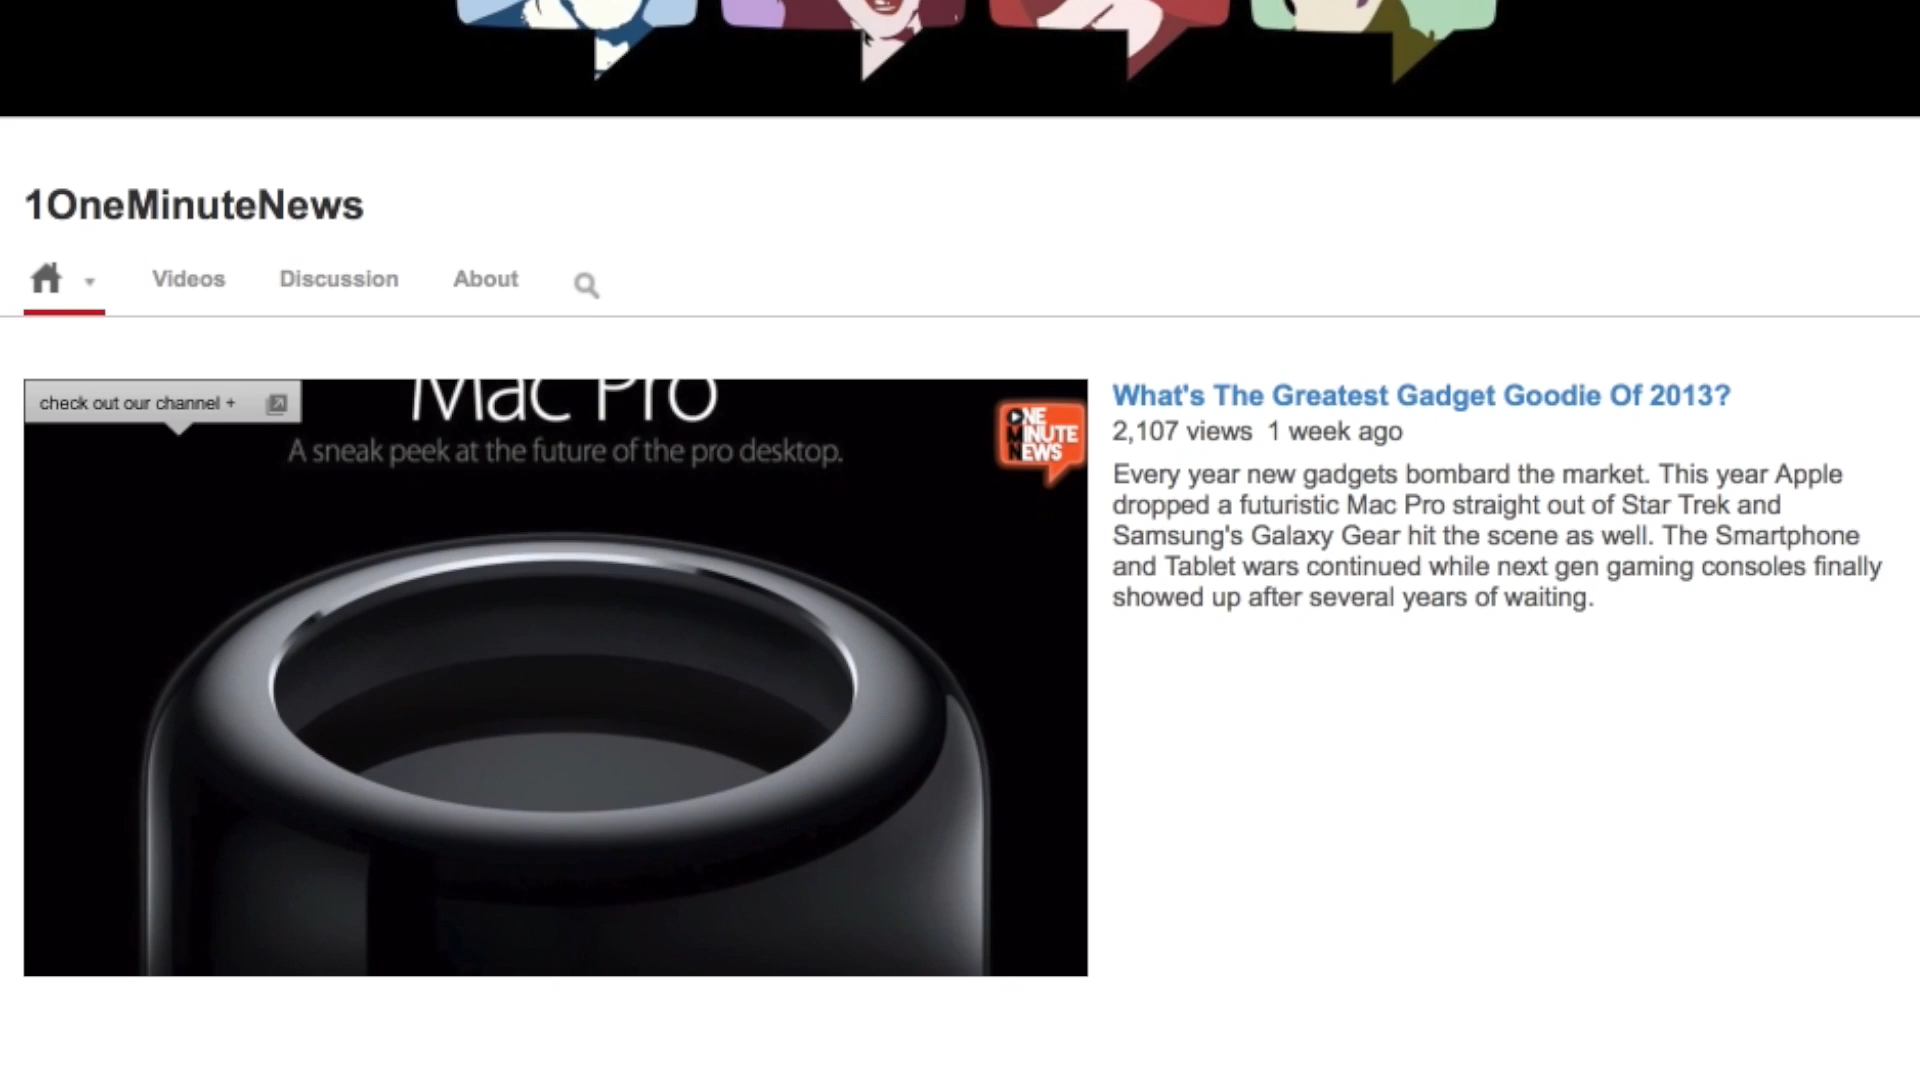 1OneMinuteNews
Videos Discussion About
check out our channel +
Mac Pro
A sneak peek at the future of the pro desktop.
ONE
MINUTE
NEWS
What's The Greatest Gadget Goodie Of 2013?
2,107 views 1 week ago
Every year new gadgets bombard the market. This year Apple
dropped a futuristic Mac Pro straight out of Star Trek and
Samsung's Galaxy Gear hit the scene as well. The Smartphone
and Tablet wars continued while next gen gaming consoles finally
showed up after several years of waiting.